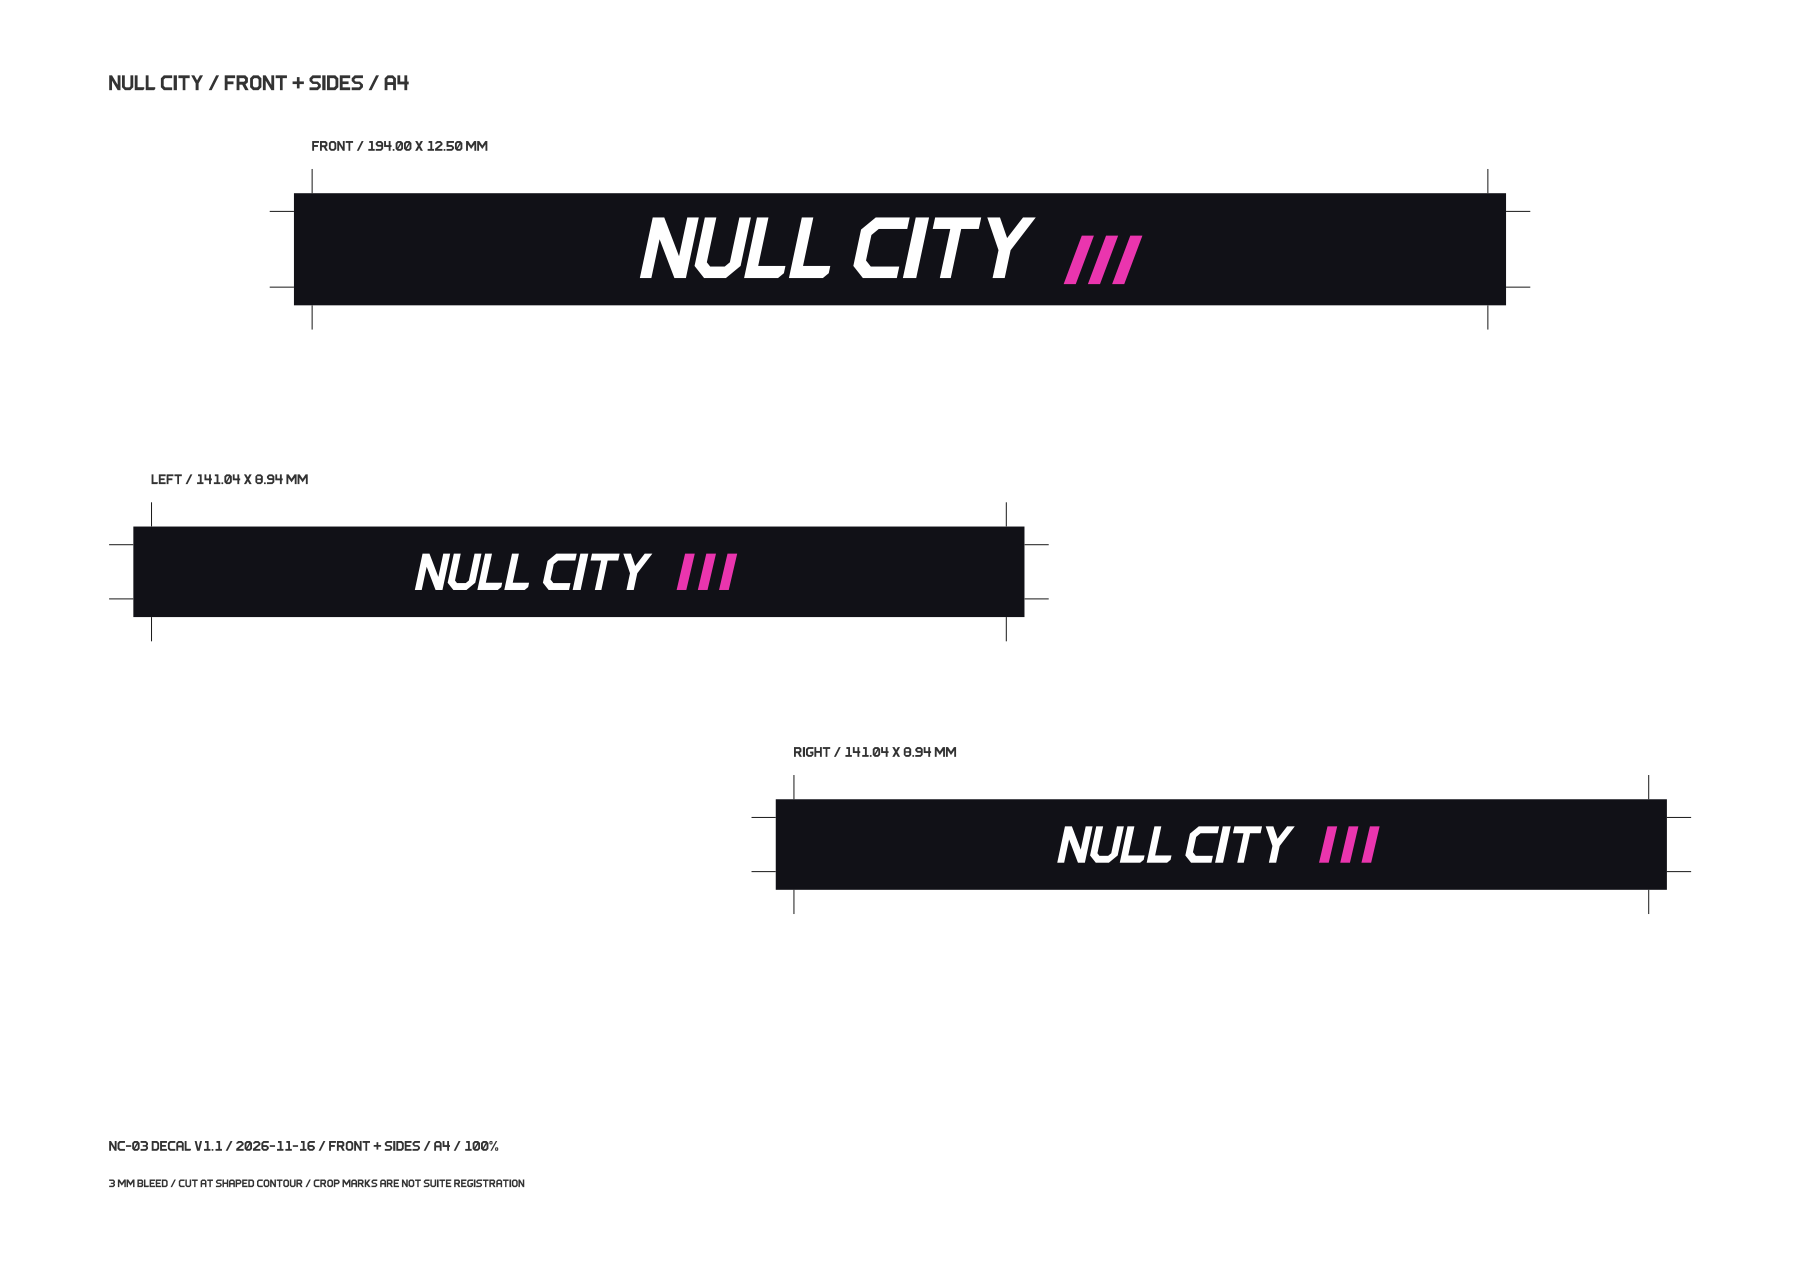 NULL CITY / FRONT + SIDES / A4
FRONT / 194.00 X 12.50 MM
NULL CITY ///
LEFT / 141.04 X 8.94 MM
NULL CITY ///
RIGHT / 141.04 X 8.94 MM
NULL CITY ///
NC-03 DECAL V1.1 / 2026-11-16 / FRONT + SIDES / A4 / 100%
3 MM BLEED / CUT AT SHAPED CONTOUR / CROP MARKS ARE NOT SUITE REGISTRATION